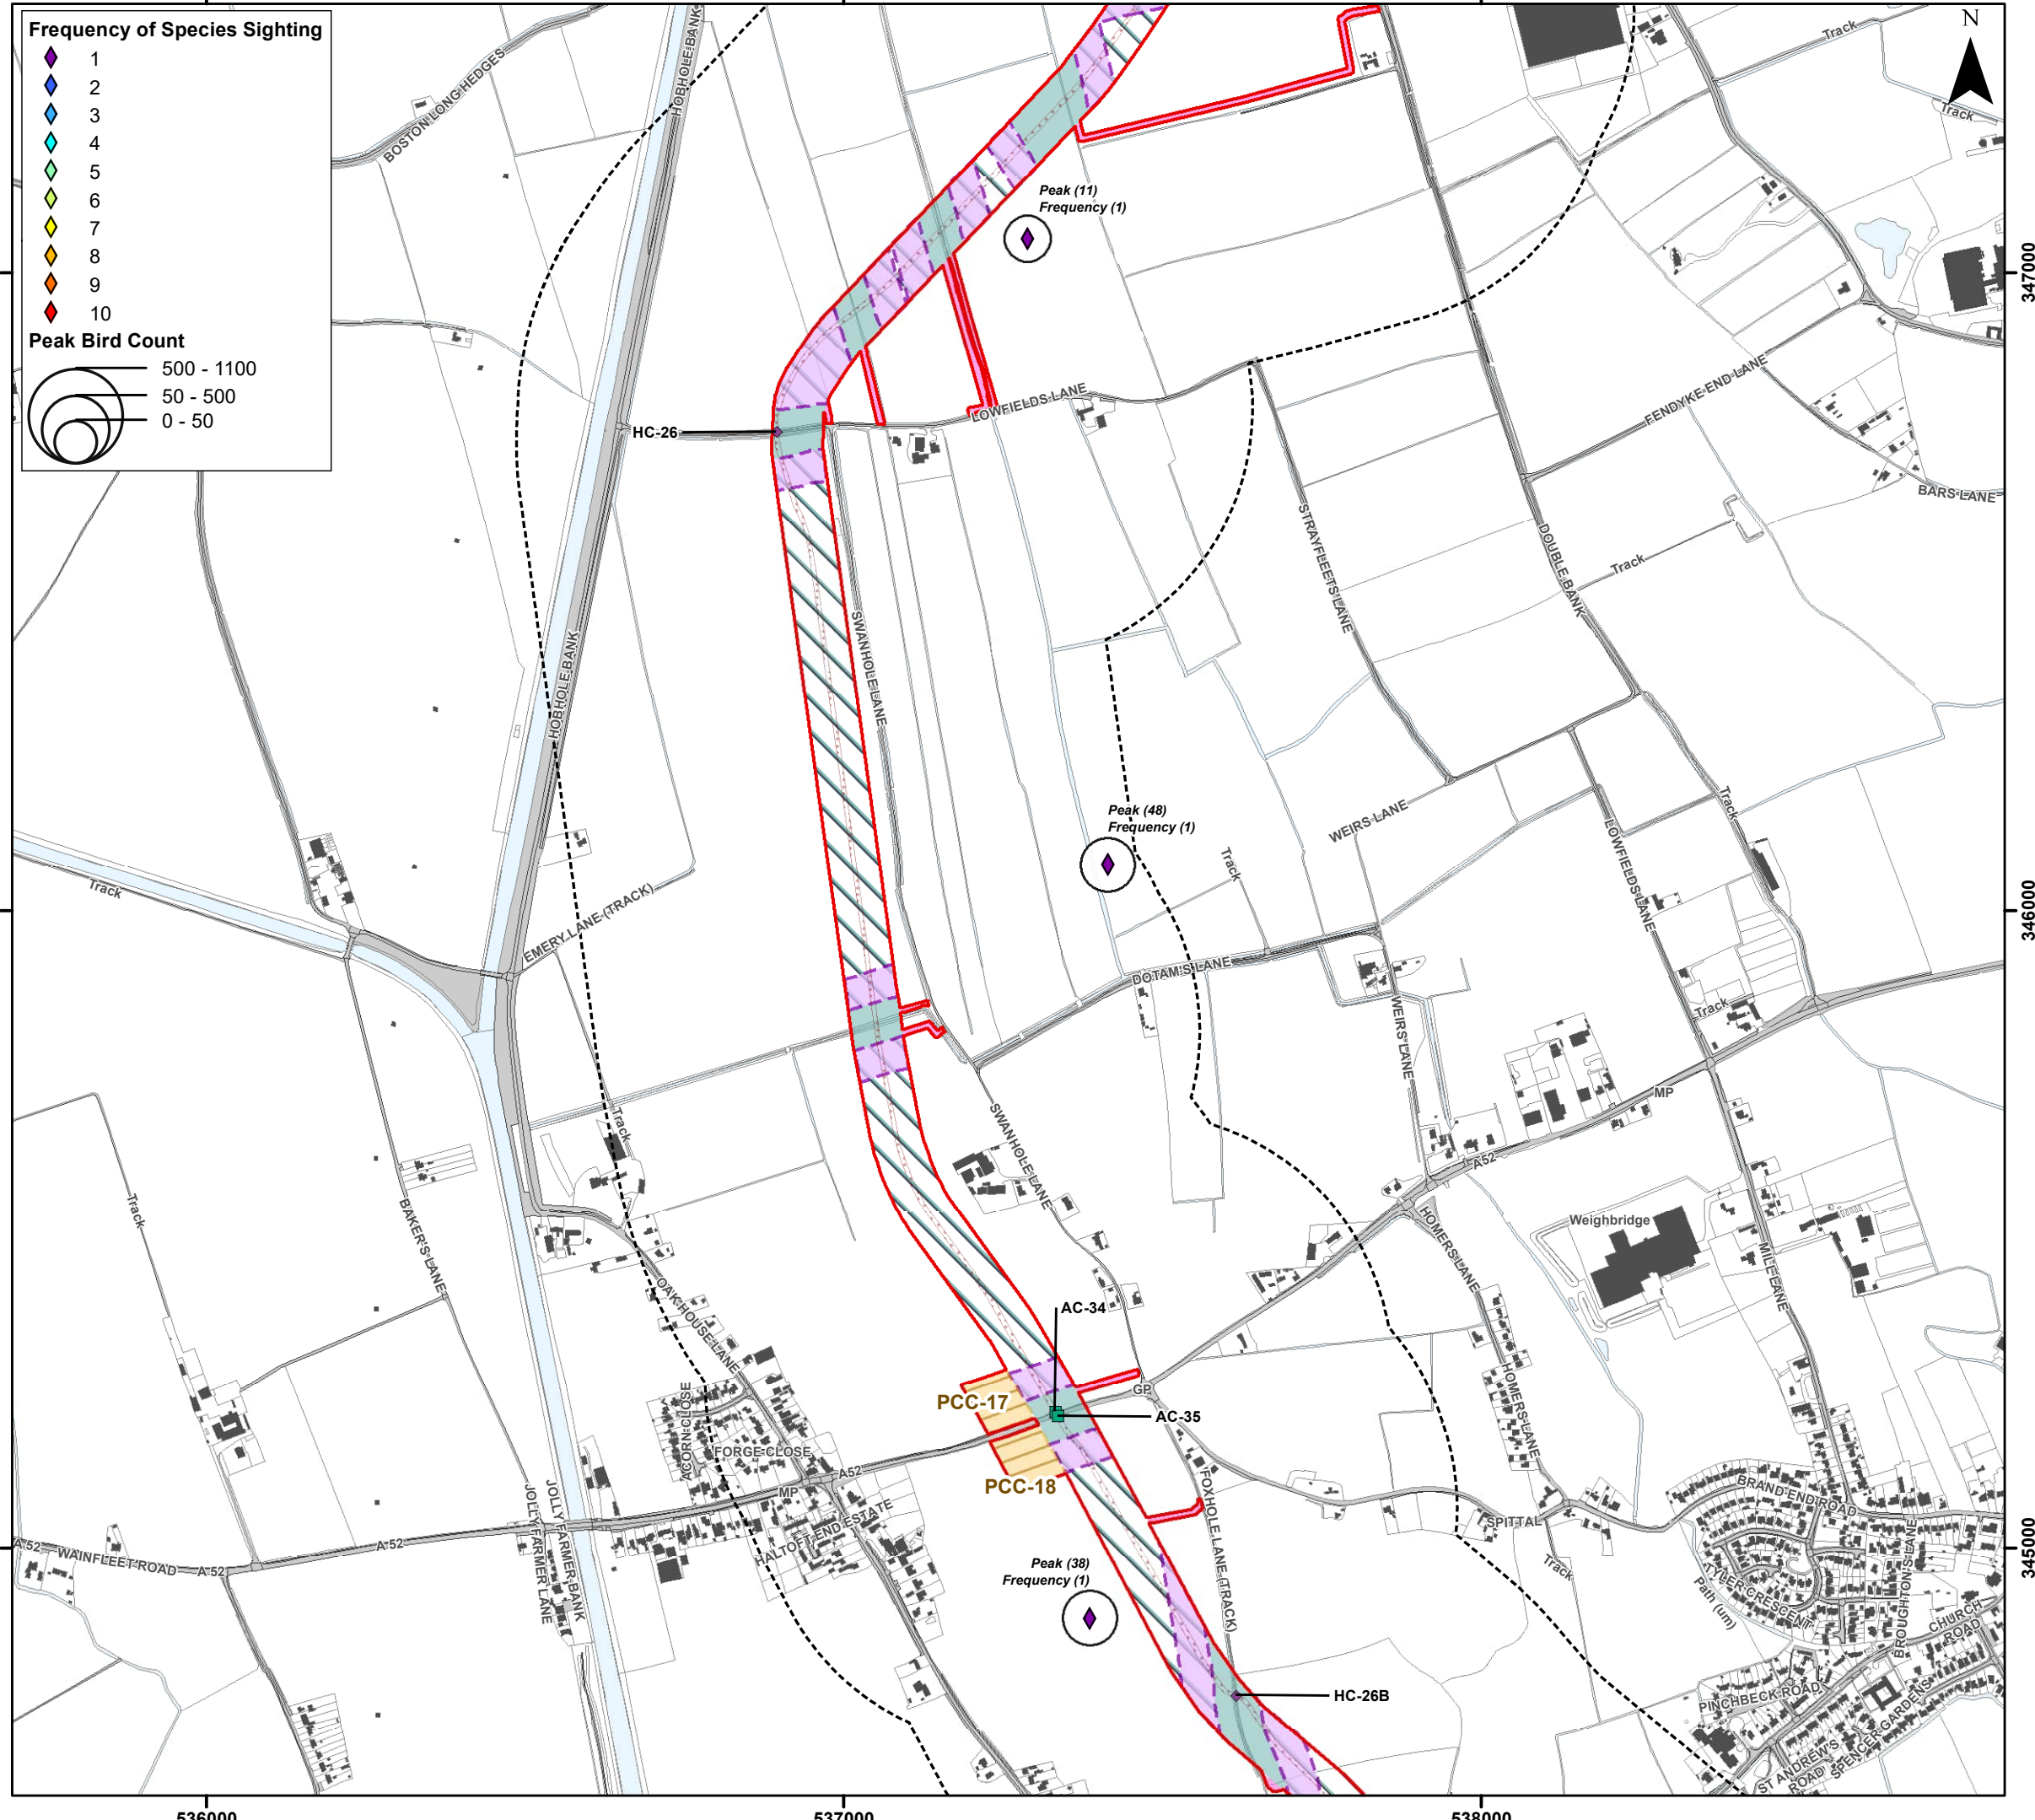 Frequency of Species Sighting
1
2
3
4
5
6
7
8
9
10
Peak Bird Count
500 - 1100
50 - 500
0 - 50
N
BOSTON LONG HEDGES
HOBHOLE BANK
Track
Track
Peak (11)
Frequency (1)
347000
LOWFIELDS LANE
FENDYKE END LANE
BARS LANE
HC-26
STRAYFLEETS LANE
DOUBLE BANK
Track
SWANHOLE LANE
HOBHOLE BANK
Peak (48)
Frequency (1)
WEIRS LANE
Track
LOWFIELDS LANE
Track
Track
EMERY LANE (TRACK)
346000
DOTAM'S LANE
WEIRS LANE
Track
MP
Track
SWANHOLE LANE
A52
Track
BAKER'S LANE
HOMERS LANE
Weighbridge
MILL LANE
OAK HOUSE LANE
AC-34
HOMERS LANE
GP
PCC-17
AC-35
ACORN CLOSE
FORGE CLOSE
A52
MP
PCC-18
FOXHOLE LANE (TRACK)
BRAND END ROAD
SPITTAL
JOLLY FARMER LANE
JOLLY FARMER BANK
HALTOFT END ESTATE
A 52
WAINFLEET ROAD
A 52
A 52
345000
Track
Peak (38)
Frequency (1)
TYLER CRESCENT
Path (um)
BROUGHTON'S LANE
CHURCH
ROAD
HC-26B
PINCHBECK ROAD
ST ANDREW'S
ROAD
SPENCER GARDENS
536000
537000
538000